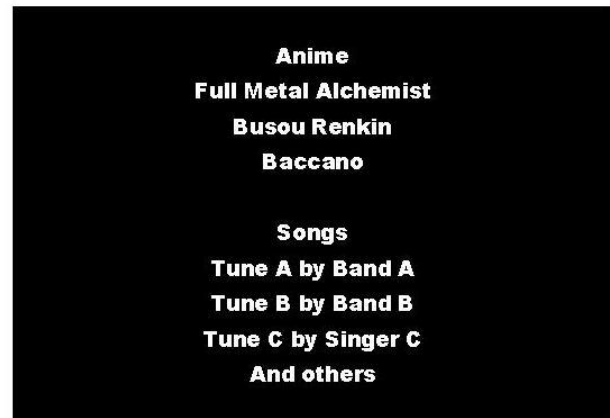 Anime
Full Metal Alchemist
Busou Renkin
Baccano
Songs
Tune A by Band A
Tune B by Band B
Tune C by Singer C
And others